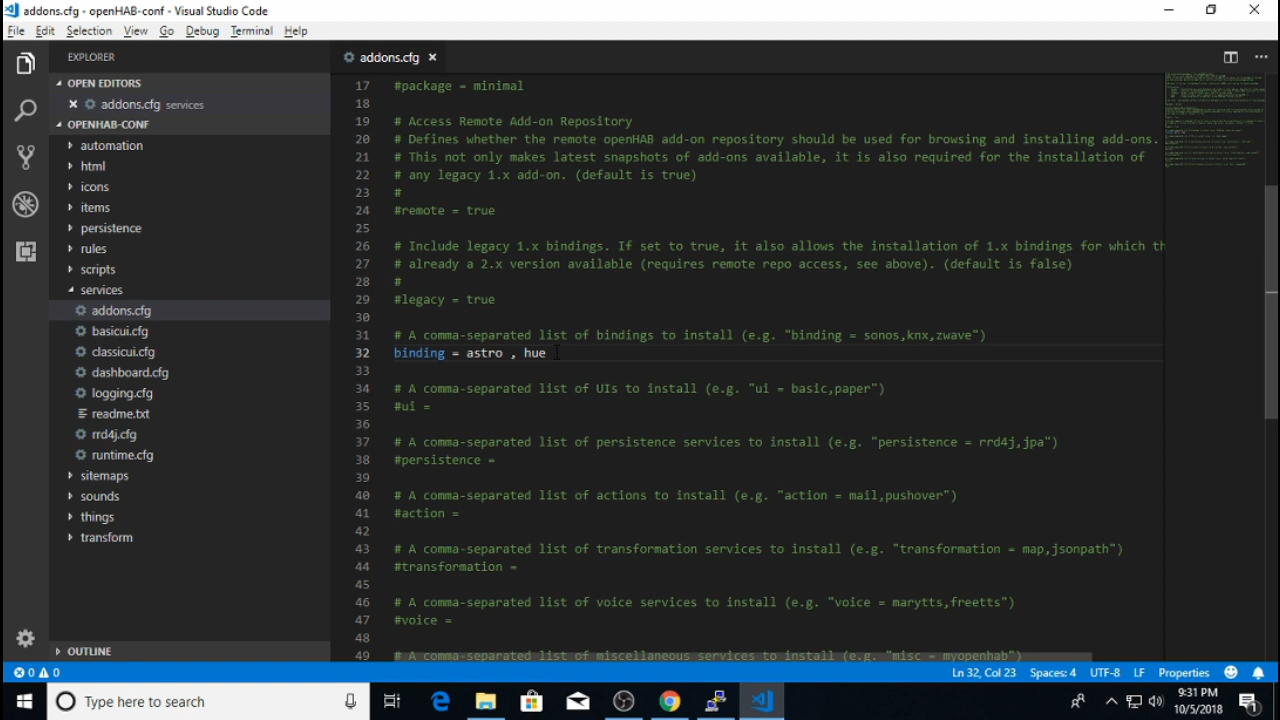 addons.cfg - openHAB-conf - Visual Studio Code
File Edit Selection View Go Debug Terminal Help
EXPLORER
OPEN EDITORS
addons.cfg services
OPENHAB-CONF
automation
html
icons
items
persistence
rules
scripts
services
addons.cfg
basicui.cfg
classicui.cfg
dashboard.cfg
logging.cfg
readme.txt
rrd4j.cfg
runtime.cfg
sitemaps
sounds
things
transform
OUTLINE
addons.cfg
17 #package = minimal
18
19 # Access Remote Add-on Repository
20 # Defines whether the remote openHAB add-on repository should be used for browsing and installing add-ons.
21 # This not only makes latest snapshots of add-ons available, it is also required for the installation of
22 # any legacy 1.x add-on. (default is true)
23 #
24 #remote = true
25
26 # Include legacy 1.x bindings. If set to true, it also allows the installation of 1.x bindings for which th
27 # already a 2.x version available (requires remote repo access, see above). (default is false)
28 #
29 #legacy = true
30
31 # A comma-separated list of bindings to install (e.g. "binding = sonos,knx,zwave")
32 binding = astro , hue
33
34 # A comma-separated list of UIs to install (e.g. "ui = basic,paper")
35 #ui =
36
37 # A comma-separated list of persistence services to install (e.g. "persistence = rrd4j,jpa")
38 #persistence =
39
40 # A comma-separated list of actions to install (e.g. "action = mail,pushover")
41 #action =
42
43 # A comma-separated list of transformation services to install (e.g. "transformation = map,jsonpath")
44 #transformation =
45
46 # A comma-separated list of voice services to install (e.g. "voice = marytts,freetts")
47 #voice =
48
49 # A comma-separated list of miscellaneous services to install (e.g. "misc = myopenhab")
0 0
Ln 32, Col 23 Spaces: 4 UTF-8 LF Properties
Type here to search
9:31 PM
10/5/2018
1